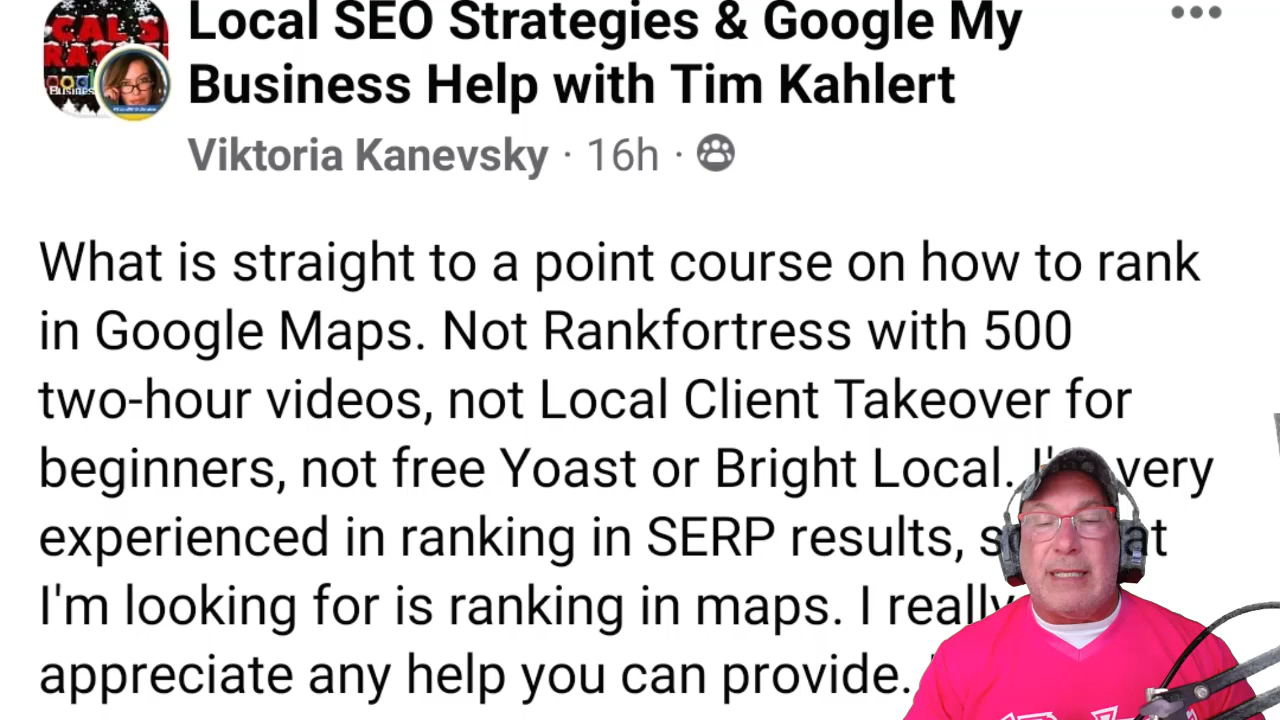 Local SEO Strategies & Google My
Business Help with Tim Kahlert
Viktoria Kanevsky · 16h ·
What is straight to a point course on how to rank
in Google Maps. Not Rankfortress with 500
two-hour videos, not Local Client Takeover for
beginners, not free Yoast or Bright Local. very
experienced in ranking in SERP results,
I'm looking for is ranking in maps. I really
appreciate any help you can provide.
Business